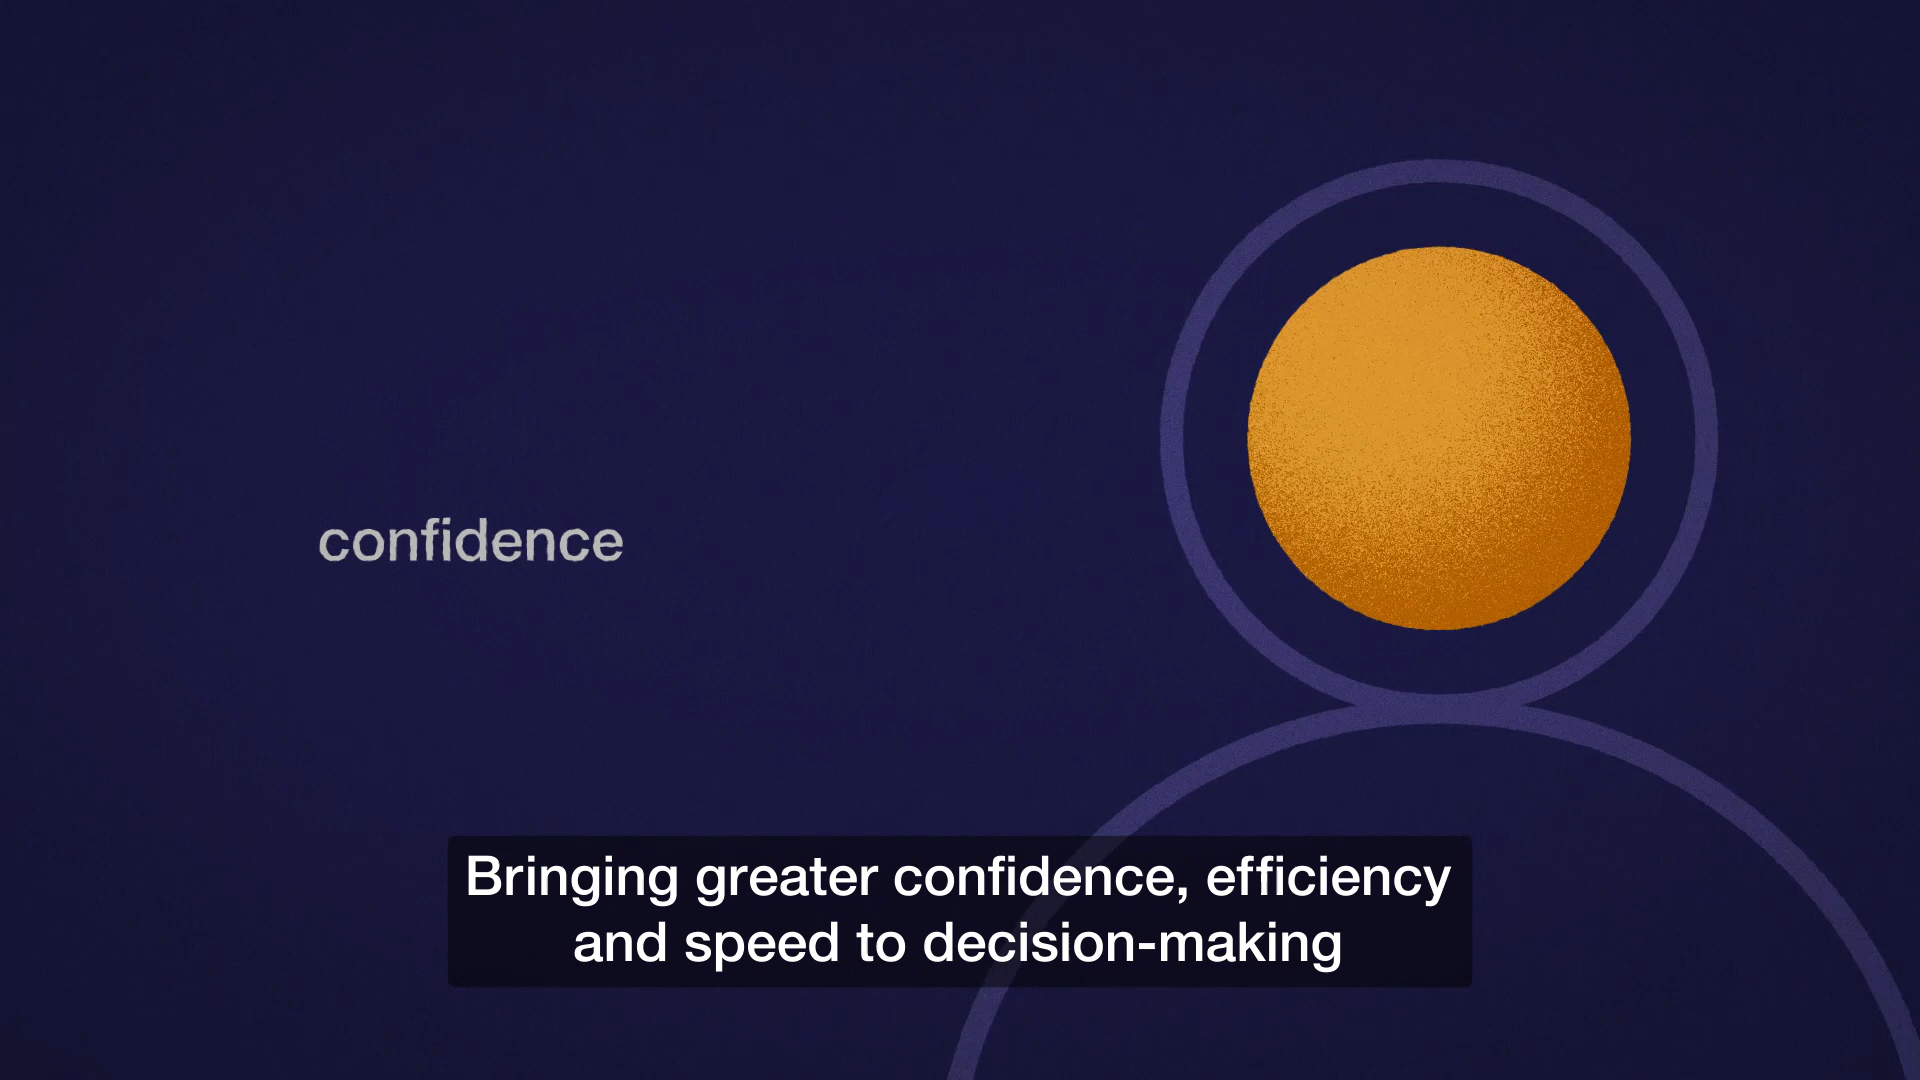 confidence
Bringing greater confidence, efficiency
and speed to decision-making